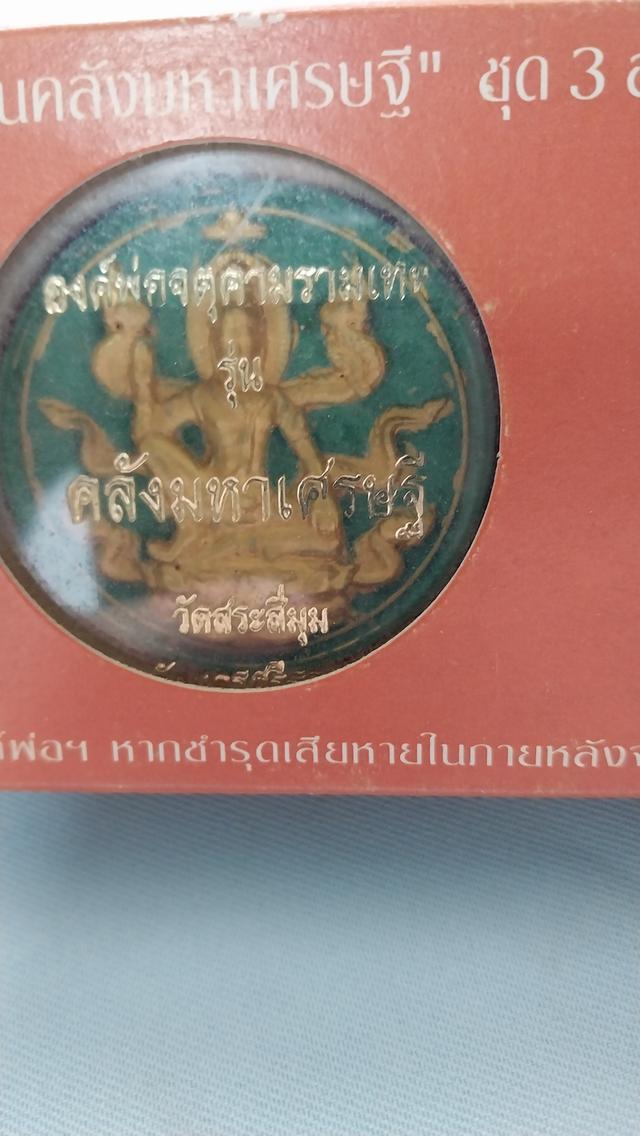 นคลังมหาเศรษฐี" ชุด 3 อ
องค์พ่อจตุคามรามเทพ
รุ่น
คลังมหาเศรษฐี
วัดสระสี่มุม
พ่อฯ หากชำรุดเสียหายในภายหลังจ